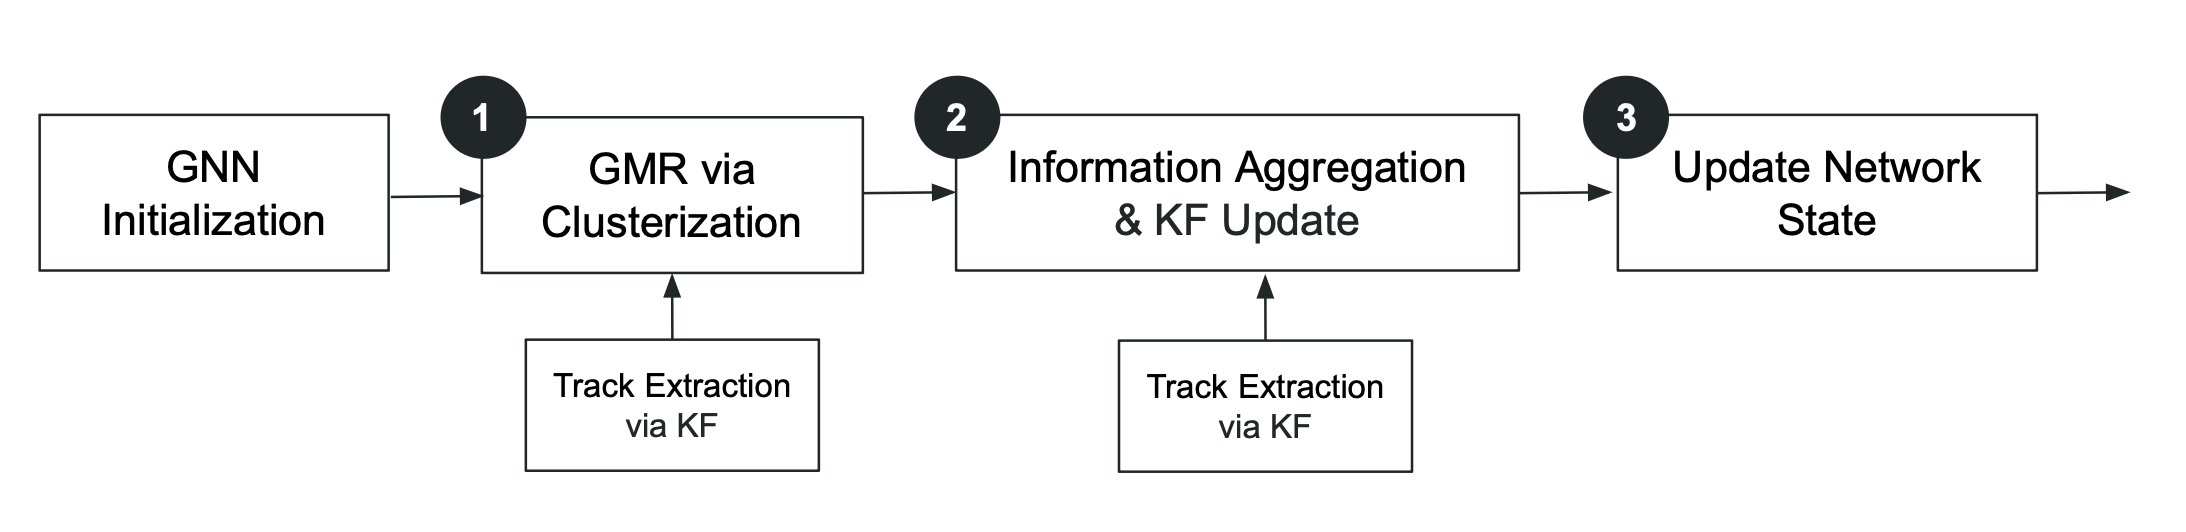 GNN
Initialization
1
GMR via
Clusterization
2
Information Aggregation
& KF Update
3
Update Network
State
Track Extraction
via KF
Track Extraction
via KF